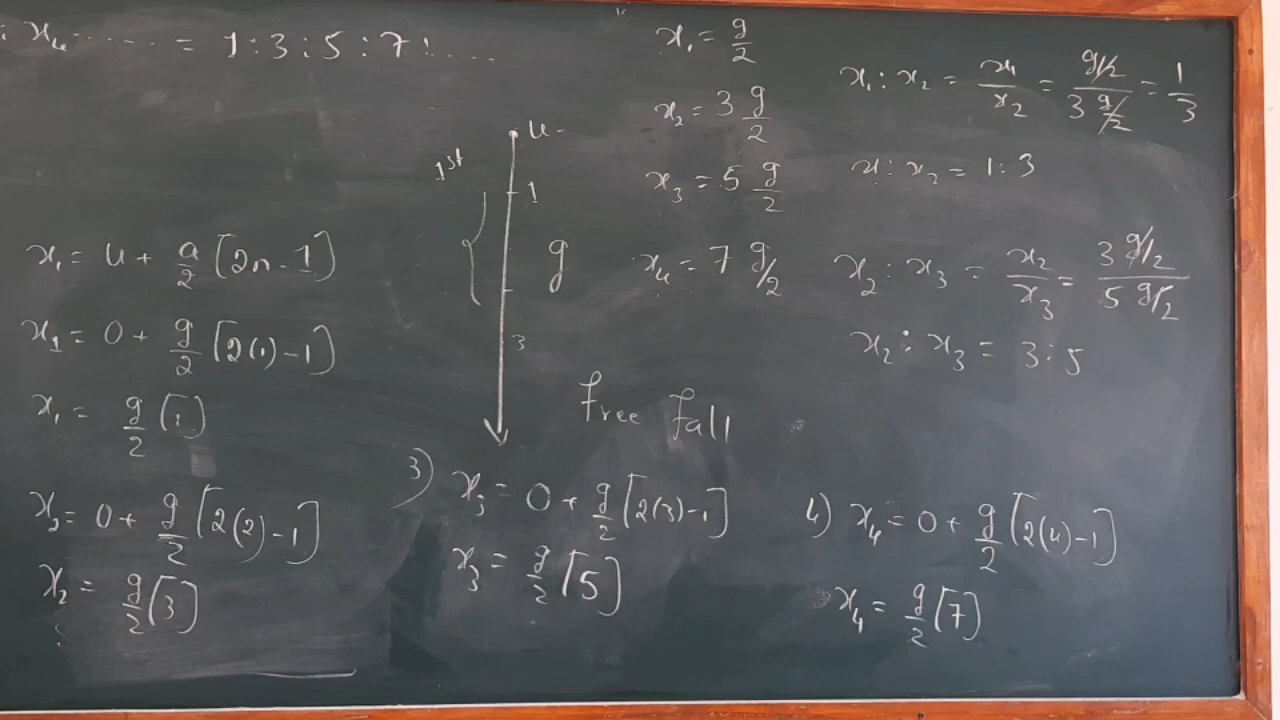 : x₄ ..... = 1 : 3 : 5 : 7 : ....
x₁ = u + a/2 [2n - 1]
x₁ = 0 + g/2 [2(1) - 1]
x₁ = g/2 [1]
x₂ = 0 + g/2 [2(2) - 1]
x₂ = g/2 [3]
u -
1st
1
g
3
Free Fall
3) x₃ = 0 + g/2 [2(3) - 1]
x₃ = g/2 [5]
x₁ = g/2
x₂ = 3 g/2
x₃ = 5 g/2
x₄ = 7 g/2
x₁ : x₂ = x₁/x₂ = g/2 / 3 g/2 = 1/3
x₁ : x₂ = 1 : 3
x₂ : x₃ = x₂/x₃ = 3 g/2 / 5 g/2
x₂ : x₃ = 3 : 5
4) x₄ = 0 + g/2 [2(4) - 1]
x₄ = g/2 [7]